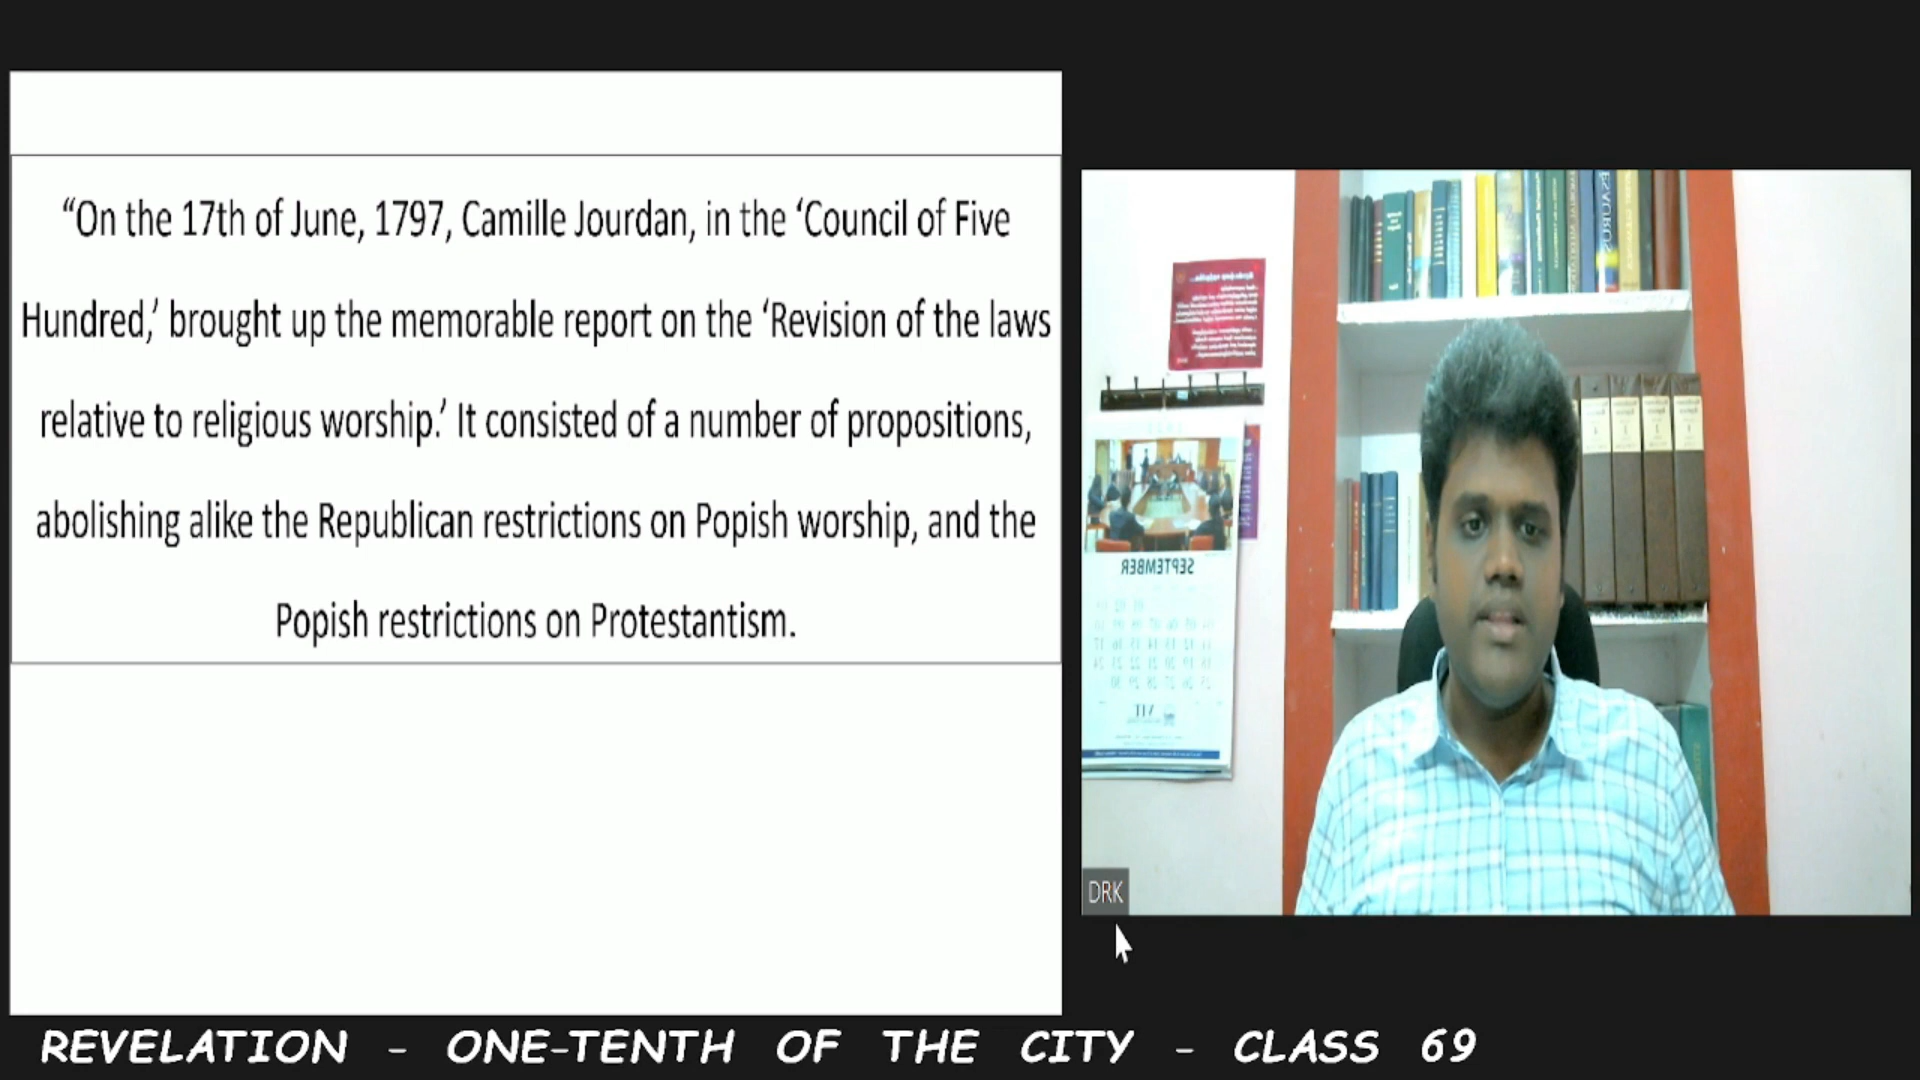 “On the 17th of June, 1797, Camille Jourdan, in the ‘Council of Five
Hundred,’ brought up the memorable report on the ‘Revision of the laws
relative to religious worship.’ It consisted of a number of propositions,
abolishing alike the Republican restrictions on Popish worship, and the
Popish restrictions on Protestantism.
SEPTEMBER
VIT
DRK
REVELATION - ONE-TENTH OF THE CITY - CLASS 69